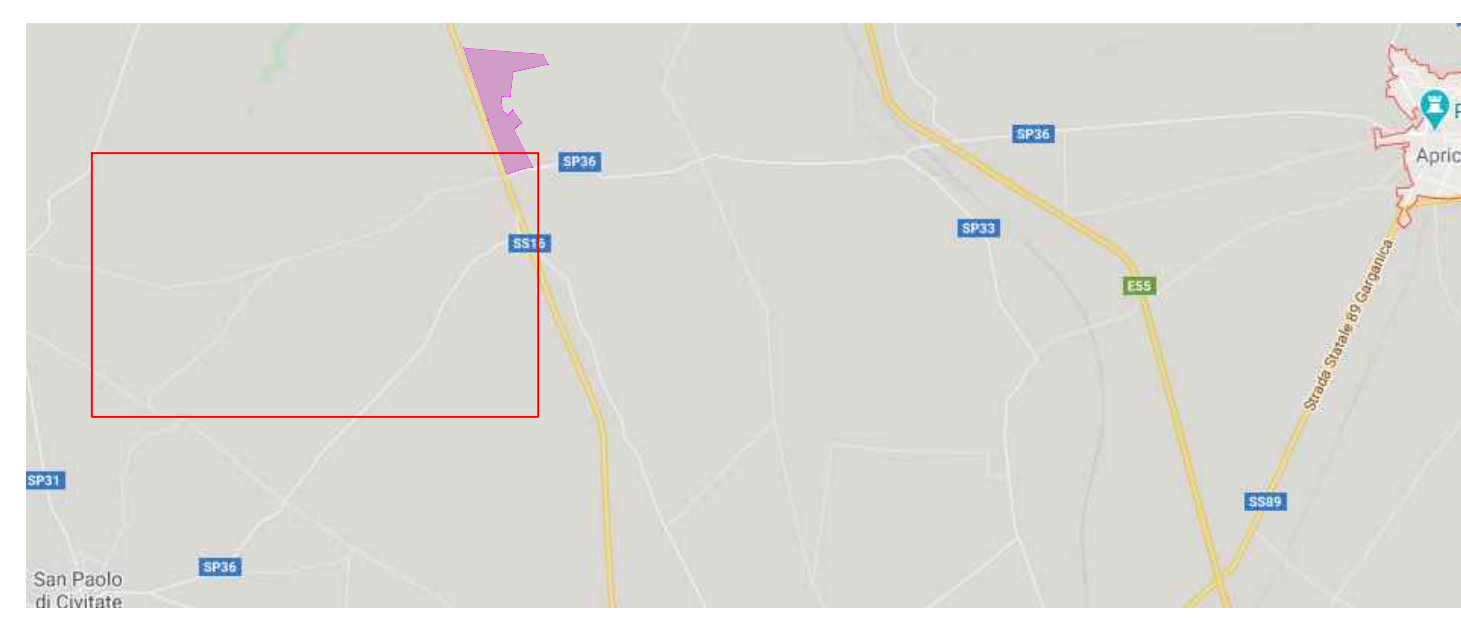 SP36
SP36
P
Apric
SP33
SS16
E55
Strada Statale 89 Garganica
SP31
SS89
SP36
San Paolo
di Civitate